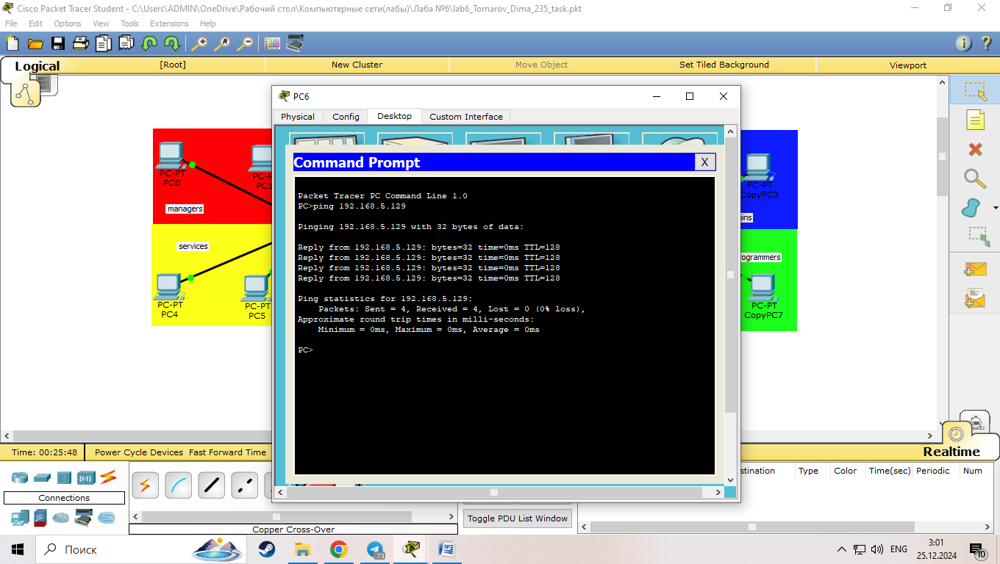 Cisco Packet Tracer Student - C:\Users\ADMIN\OneDrive\Рабочий стол\Компьютерные сети(лабы)\Лаба №6\lab6_Tomarov_Dima_235_task.pkt
File Edit Options View Tools Extensions Help
Logical
[Root]
New Cluster
Move Object
Set Tiled Background
Viewport
PC6
Physical Config Desktop Custom Interface
Command Prompt
X
Packet Tracer PC Command Line 1.0
PC>ping 192.168.5.129
Pinging 192.168.5.129 with 32 bytes of data:
Reply from 192.168.5.129: bytes=32 time=0ms TTL=128
Reply from 192.168.5.129: bytes=32 time=0ms TTL=128
Reply from 192.168.5.129: bytes=32 time=0ms TTL=128
Reply from 192.168.5.129: bytes=32 time=0ms TTL=128
Ping statistics for 192.168.5.129:
Packets: Sent = 4, Received = 4, Lost = 0 (0% loss),
Approximate round trip times in milli-seconds:
Minimum = 0ms, Maximum = 0ms, Average = 0ms
PC>
PC-PT
PC0
PC-P
PC1
managers
services
PC-PT
PC4
PC-PT
PC5
PC-PT
CopyPC3
ins
ogrammers
PC-PT
CopyPC7
Time: 00:25:48
Power Cycle Devices Fast Forward Time
Realtime
Connections
Copper Cross-Over
Toggle PDU List Window
stination Type Color Time(sec) Periodic Num
Поиск
73
ENG
3:01
25.12.2024
10